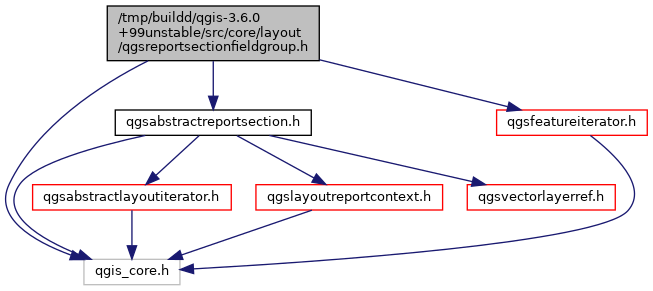 /tmp/buildd/qgis-3.6.0
+99unstable/src/core/layout
/qgsreportsectionfieldgroup.h
qgsabstractreportsection.h
qgsfeatureiterator.h
qgsabstractlayoutiterator.h
qgslayoutreportcontext.h
qgsvectorlayerref.h
qgis_core.h